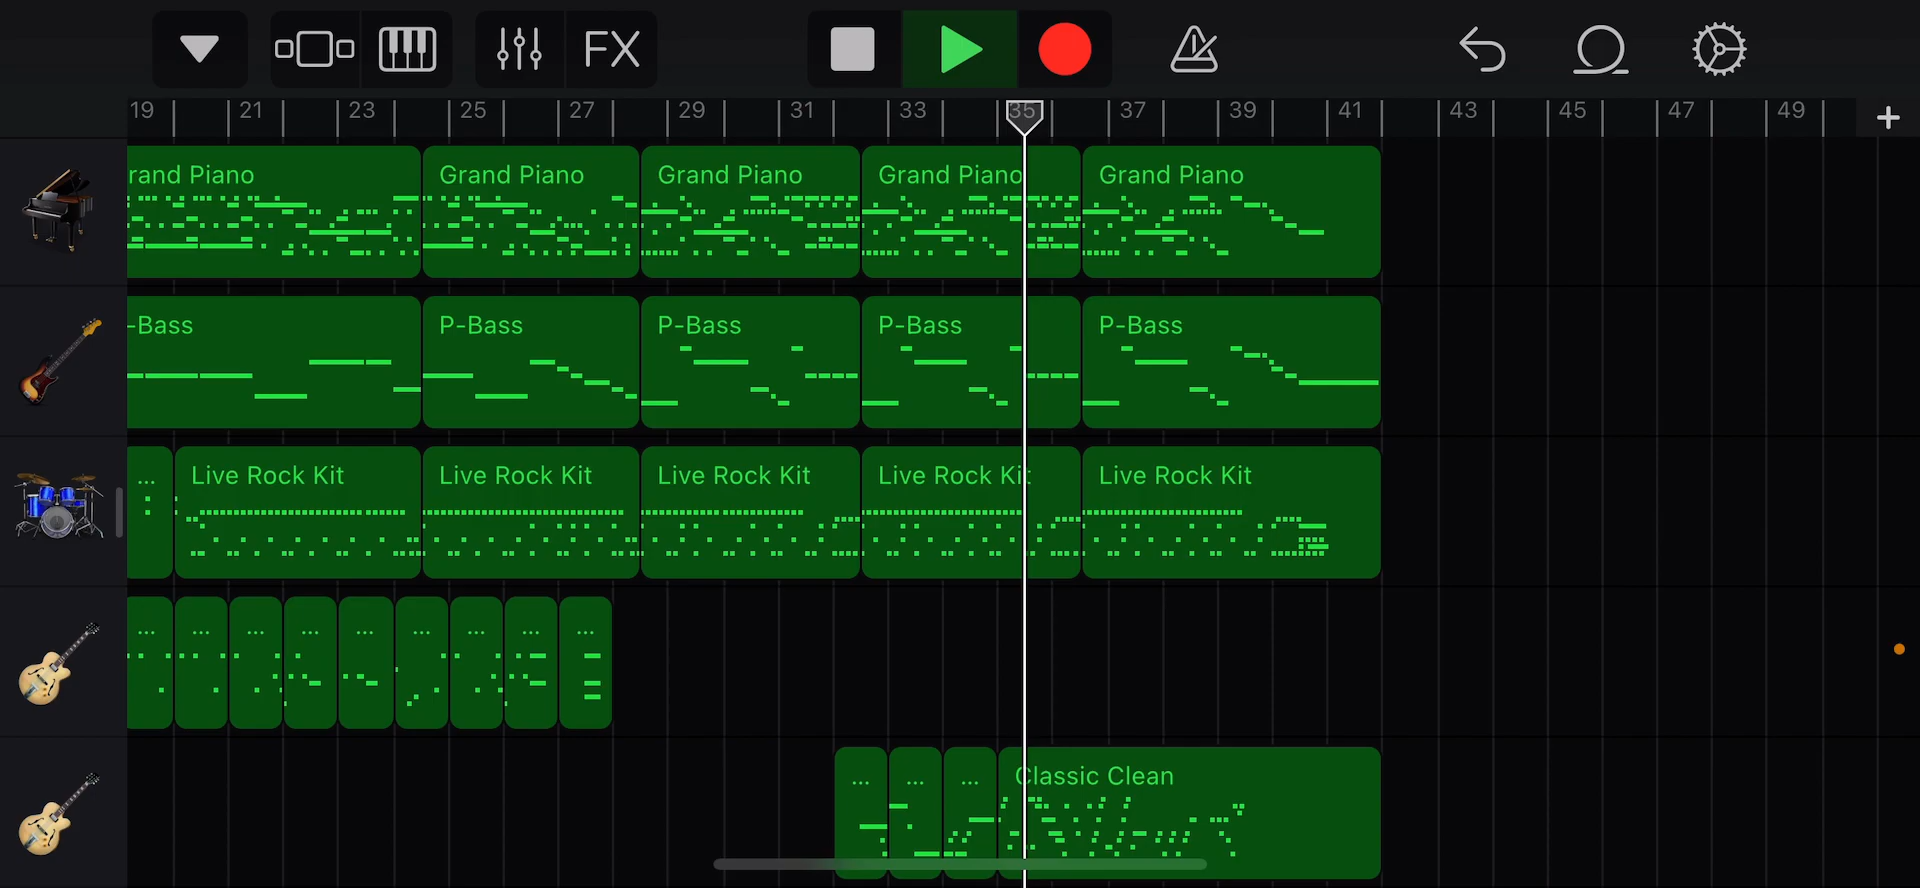 FX
19 21 23 25 27 29 31 33 35 37 39 41 43 45 47 49 +
rand Piano Grand Piano Grand Piano Grand Piano Grand Piano
-Bass P-Bass P-Bass P-Bass P-Bass
... Live Rock Kit Live Rock Kit Live Rock Kit Live Rock Kit Live Rock Kit
... ... ... ... ... ... ... ... ...
... ... ... Classic Clean